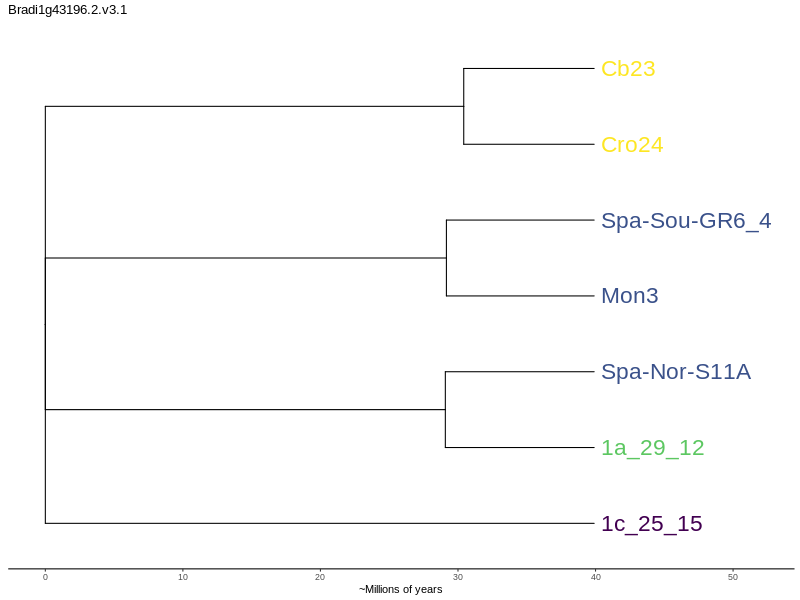 Bradi1g43196.2.v3.1
Cb23
Cro24
Spa-Sou-GR6_4
Mon3
Spa-Nor-S11A
1a_29_12
1c_25_15
0 10 20 30 40 50
~Millions of years